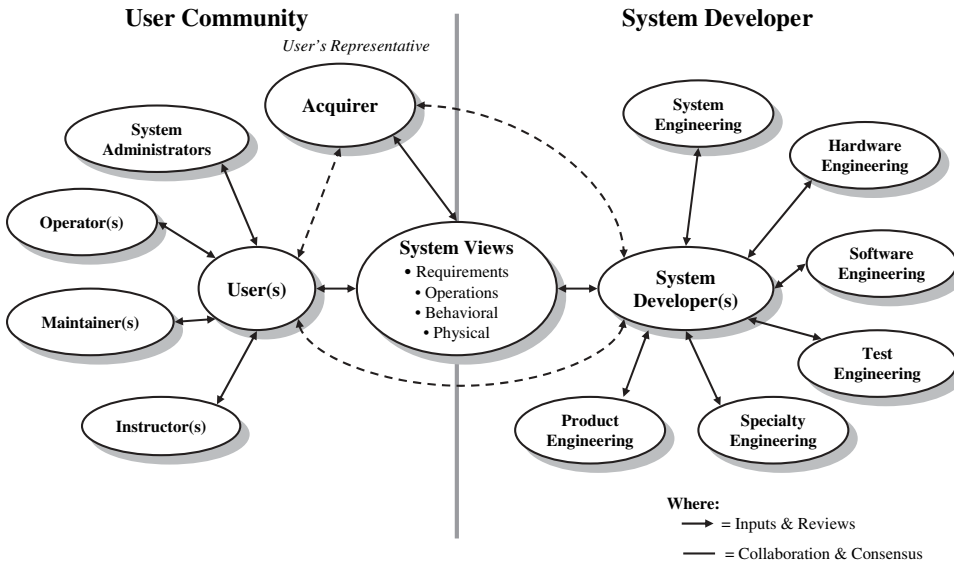 User Community
System Developer
User's Representative
Acquirer
System
Administrators
Operator(s)
User(s)
Maintainer(s)
Instructor(s)
System Views
• Requirements
• Operations
• Behavioral
• Physical
System
Engineering
Hardware
Engineering
Software
Engineering
System
Developer(s)
Test
Engineering
Product
Engineering
Specialty
Engineering
Where:
= Inputs & Reviews
= Collaboration & Consensus